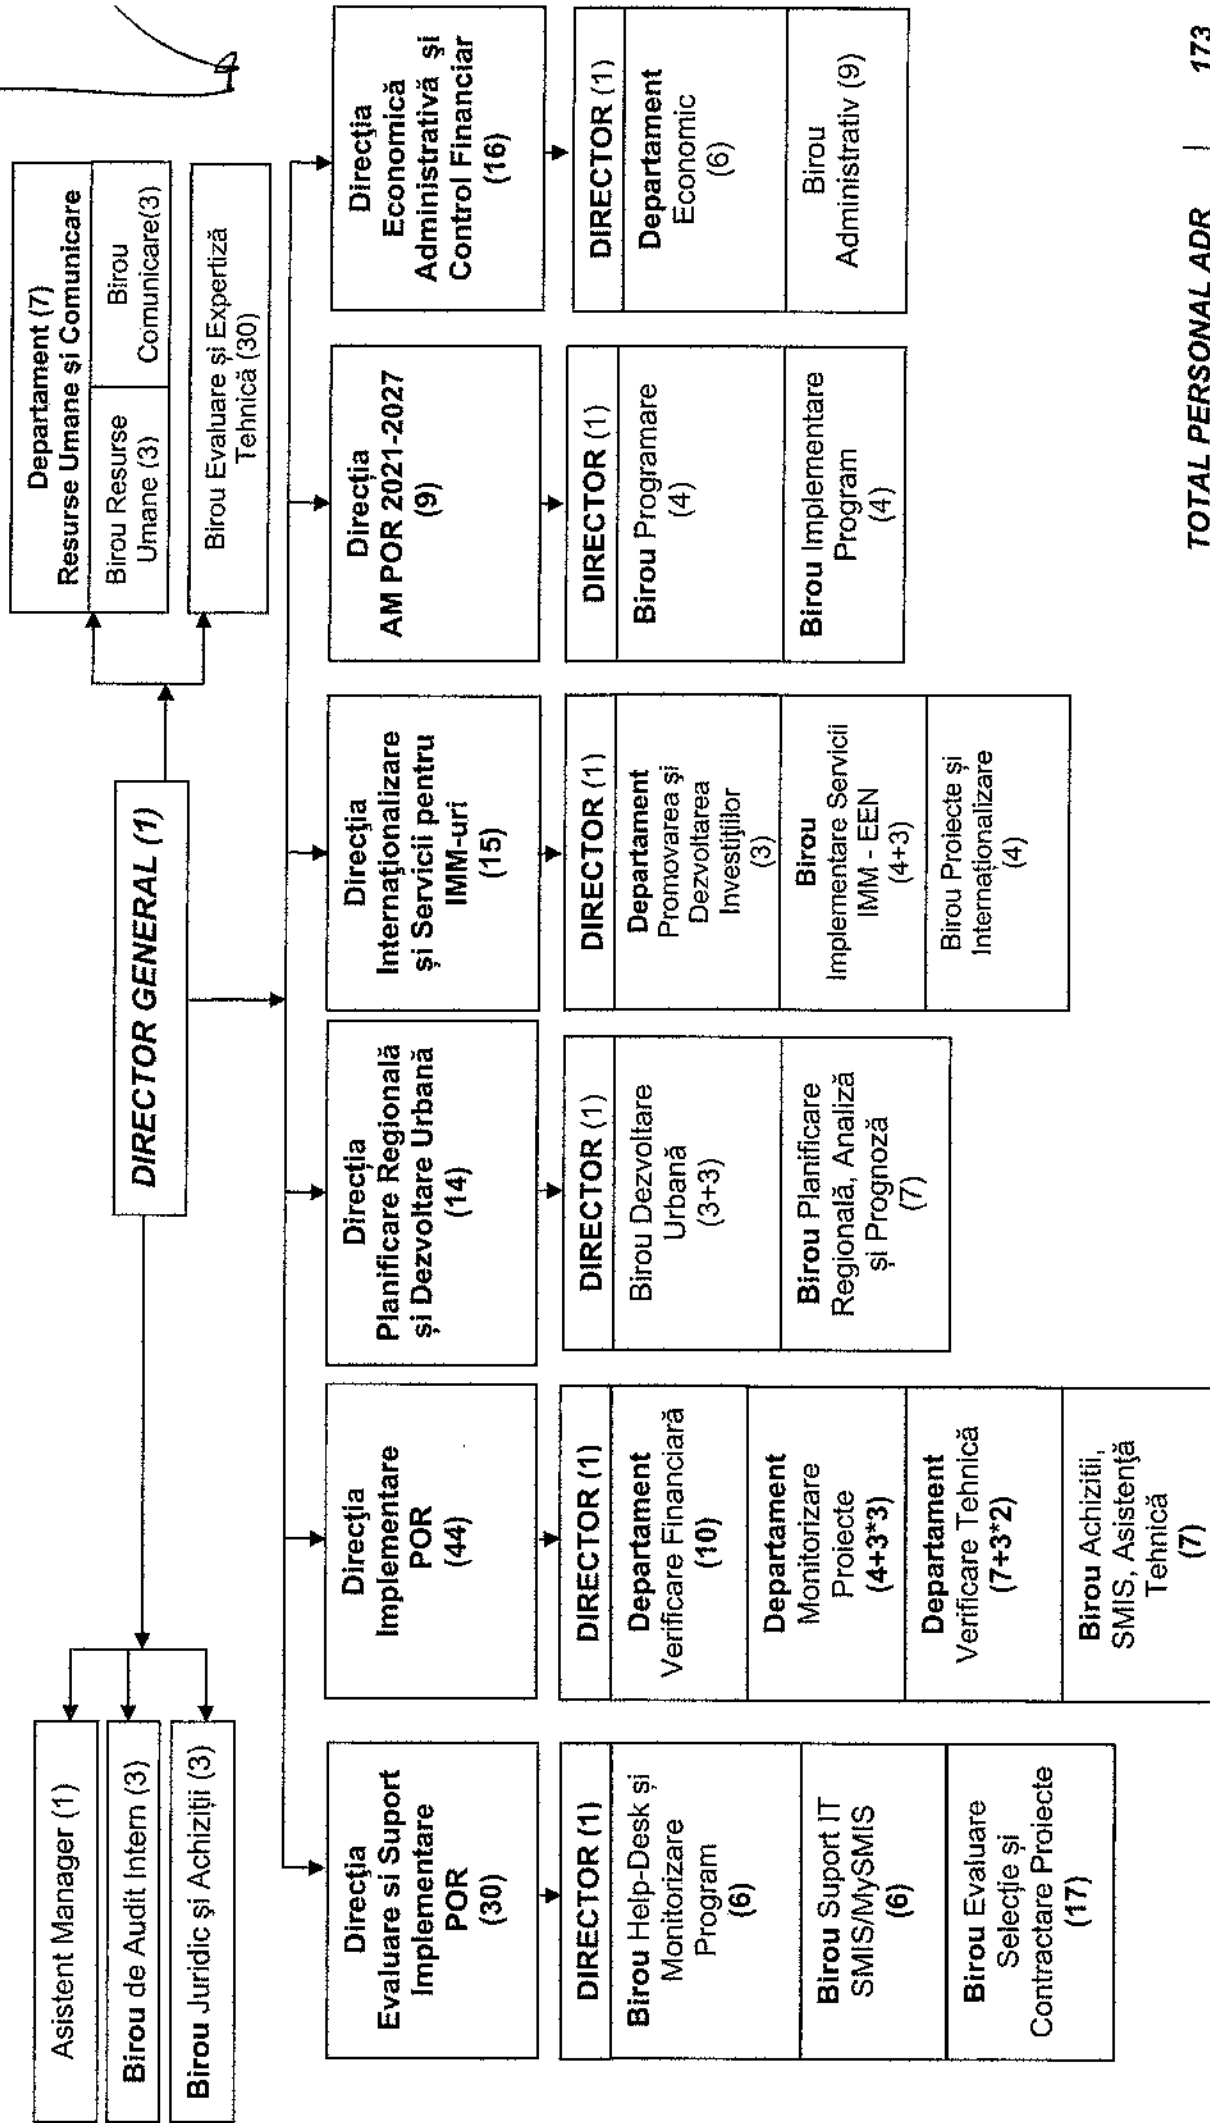 DIRECTOR GENERAL (1)
Asistent Manager (1)
Birou de Audit Intern (3)
Birou Juridic și Achiziții (3)
Departament (7)
Resurse Umane și Comunicare
Birou Resurse
Umane (3)
Birou
Comunicare(3)
Birou Evaluare și Expertiză
Tehnică (30)
Direcția
Evaluare si Suport
Implementare
POR
(30)
DIRECTOR (1)
Birou Help-Desk și
Monitorizare
Program
(6)
Birou Suport IT
SMIS/MySMIS
(6)
Birou Evaluare
Selecție și
Contractare Proiecte
(17)
Direcția
Implementare
POR
(44)
DIRECTOR (1)
Departament
Verificare Financiară
(10)
Departament
Monitorizare
Proiecte
(4+3*3)
Departament
Verificare Tehnică
(7+3*2)
Birou Achizitii,
SMIS, Asistență
Tehnică
(7)
Direcția
Planificare Regională
și Dezvoltare Urbană
(14)
DIRECTOR (1)
Birou Dezvoltare
Urbană
(3+3)
Birou Planificare
Regională, Analiză
și Prognoză
(7)
Direcția
Internaționalizare
și Servicii pentru
IMM-uri
(15)
DIRECTOR (1)
Departament
Promovarea și
Dezvoltarea
Investițiilor
(3)
Birou
Implementare Servicii
IMM - EEN
(4+3)
Birou Proiecte și
Internaționalizare
(4)
Direcția
AM POR 2021-2027
(9)
DIRECTOR (1)
Birou Programare
(4)
Birou Implementare
Program
(4)
Direcția
Economică
Administrativă și
Control Financiar
(16)
DIRECTOR (1)
Departament
Economic
(6)
Birou
Administrativ (9)
TOTAL PERSONAL ADR | 173